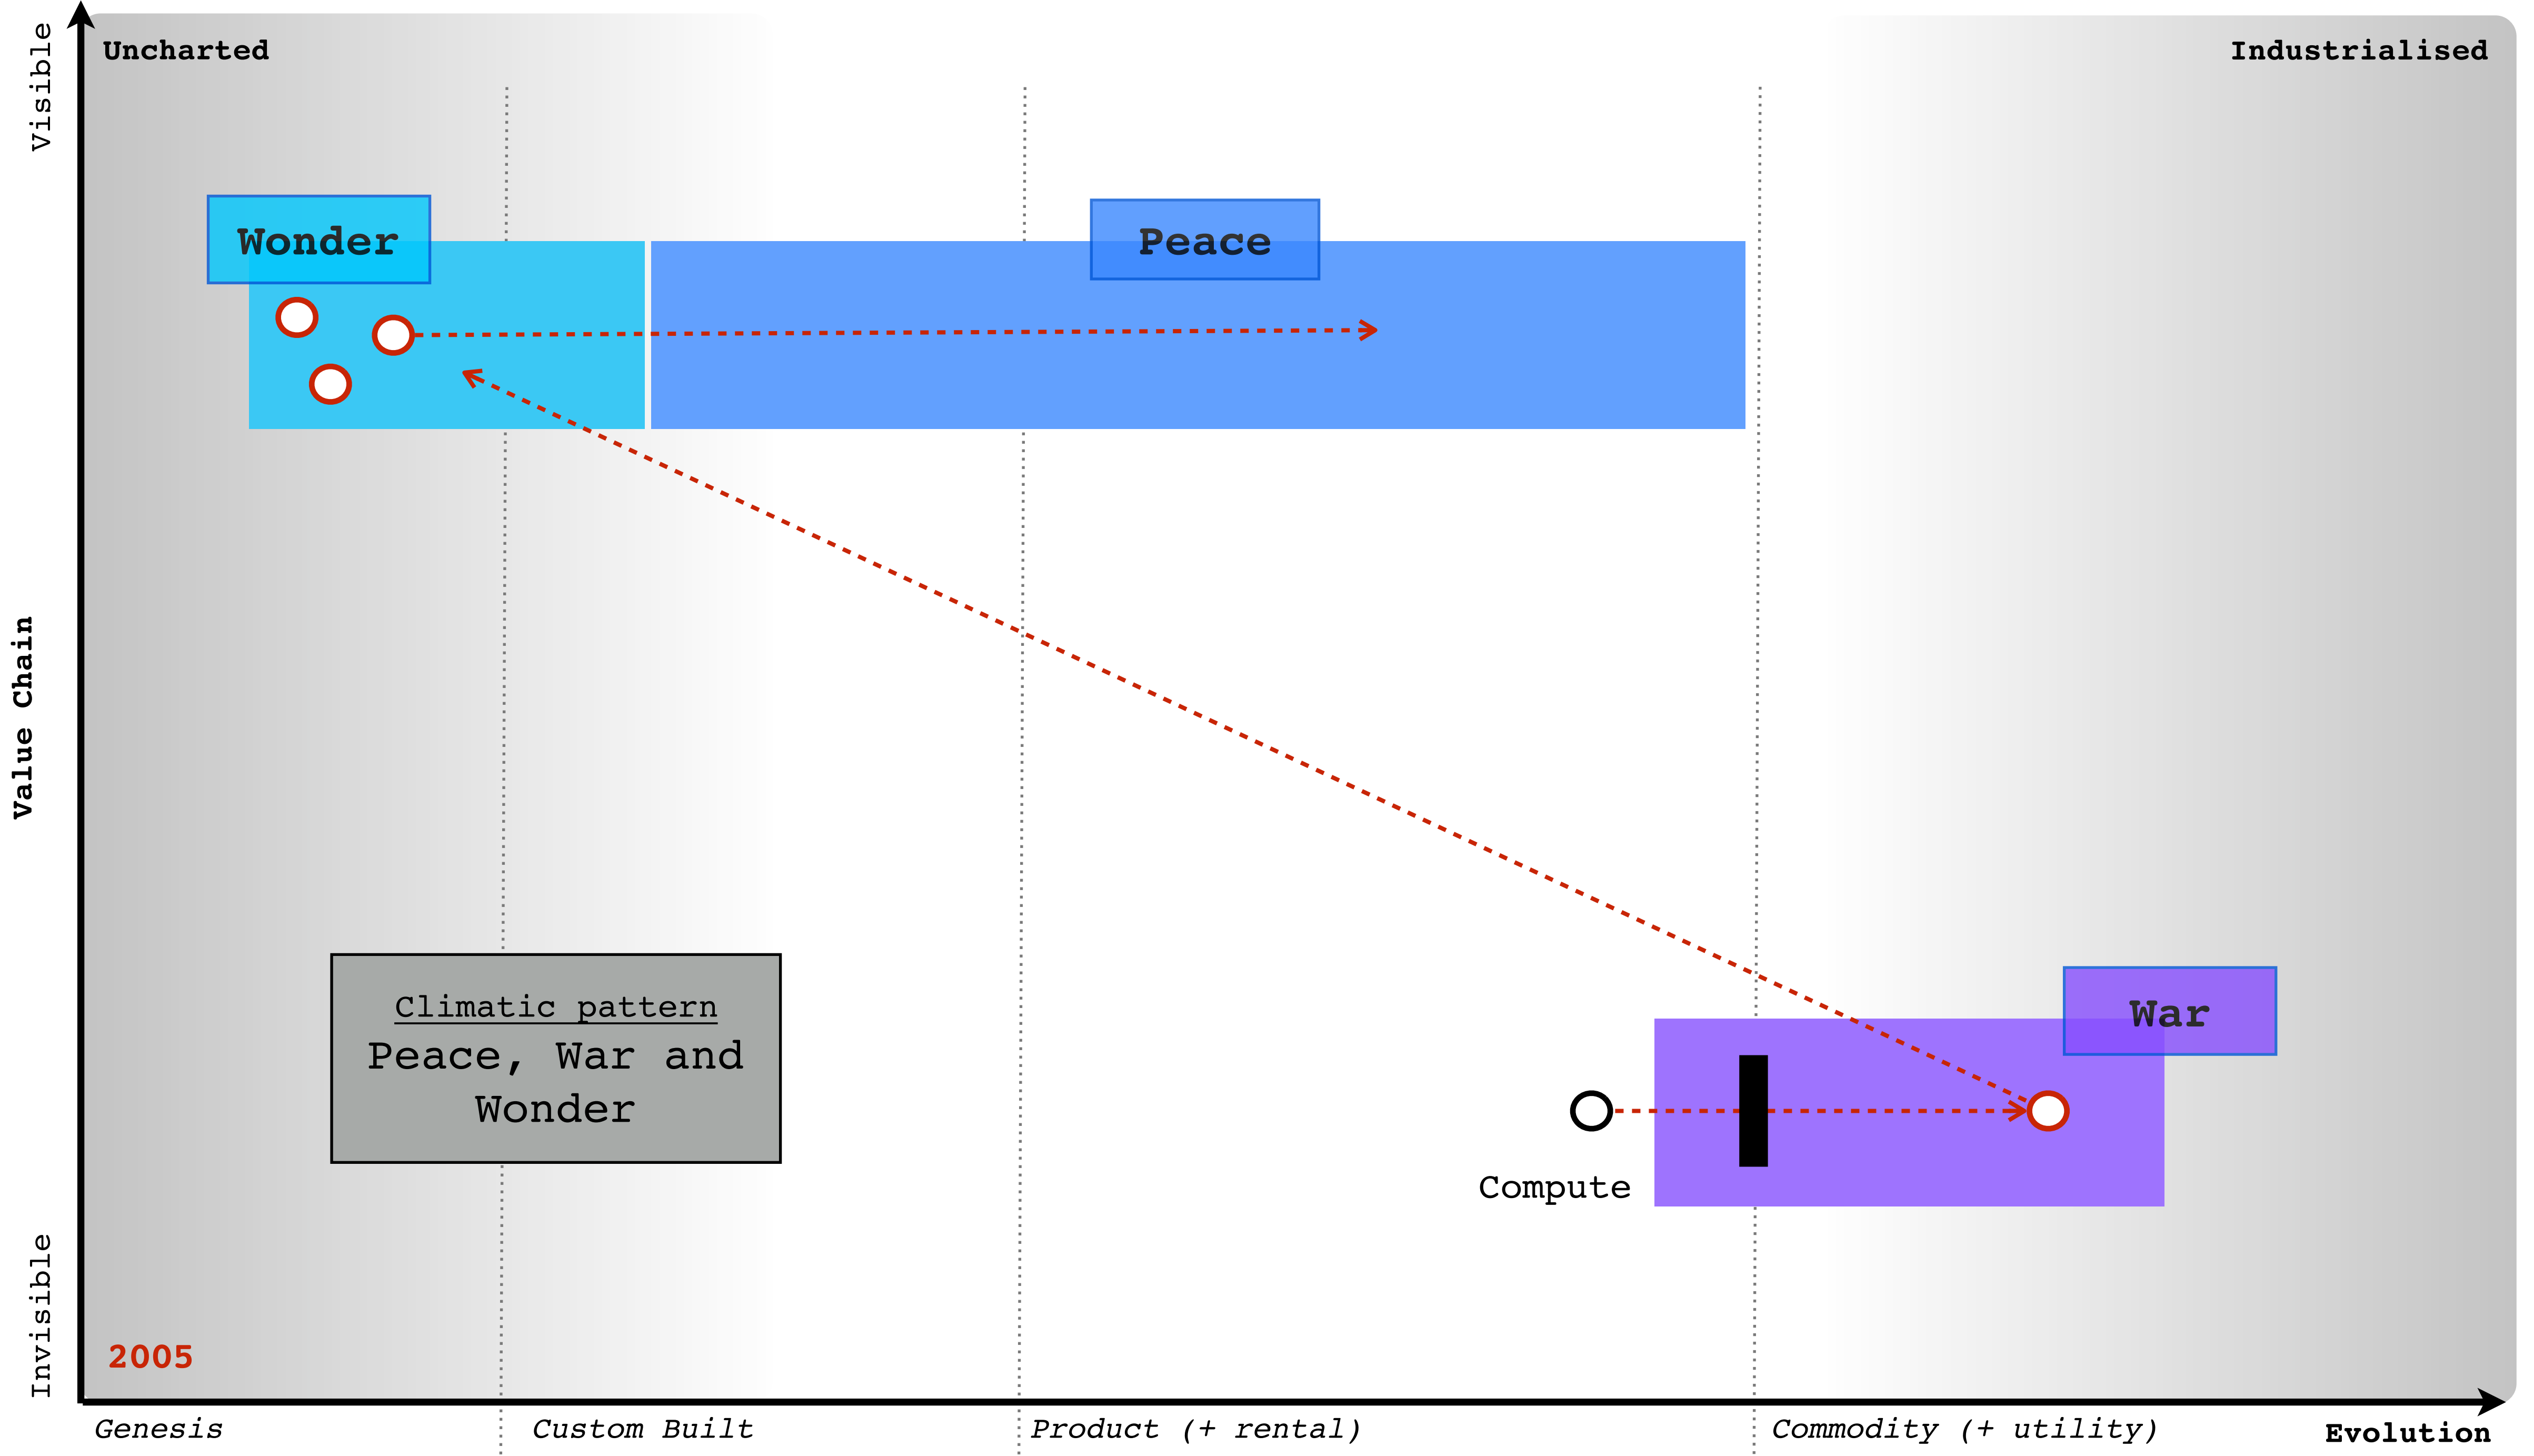 Visible
Uncharted
Industrialised
Wonder
Peace
Value Chain
Climatic pattern
Peace, War and
Wonder
War
Compute
Invisible
2005
Genesis
Custom Built
Product (+ rental)
Commodity (+ utility)
Evolution